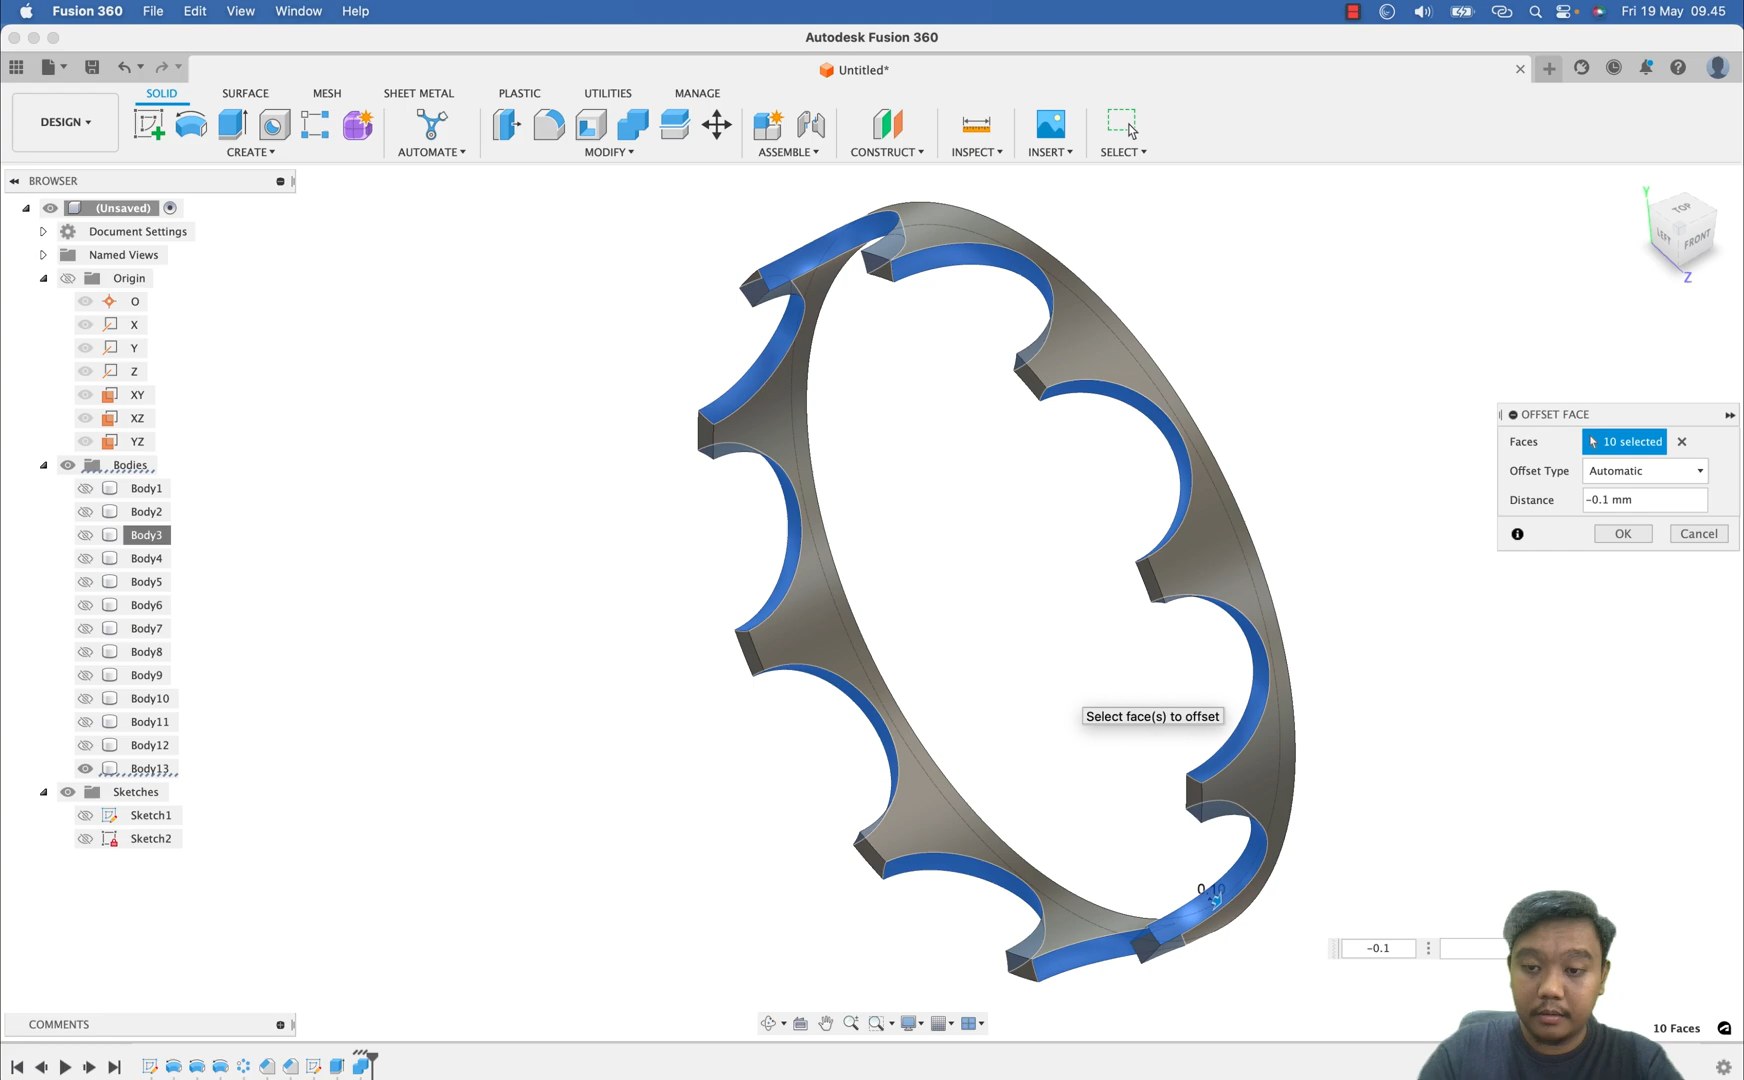 Fusion 360 File Edit View Window Help
Fri 19 May 09.45
Autodesk Fusion 360
Untitled*
SOLID SURFACE MESH SHEET METAL PLASTIC UTILITIES MANAGE
DESIGN
CREATE AUTOMATE MODIFY ASSEMBLE CONSTRUCT INSPECT INSERT SELECT
BROWSER
(Unsaved)
Document Settings
Named Views
Origin
O
X
Y
Z
XY
XZ
YZ
Bodies
Body1
Body2
Body3
Body4
Body5
Body6
Body7
Body8
Body9
Body10
Body11
Body12
Body13
Sketches
Sketch1
Sketch2
Y
TOP
LEFT
FRONT
Z
OFFSET FACE
Faces 10 selected
Offset Type Automatic
Distance -0.1 mm
OK Cancel
Select face(s) to offset
0.10
-0.1
COMMENTS
10 Faces